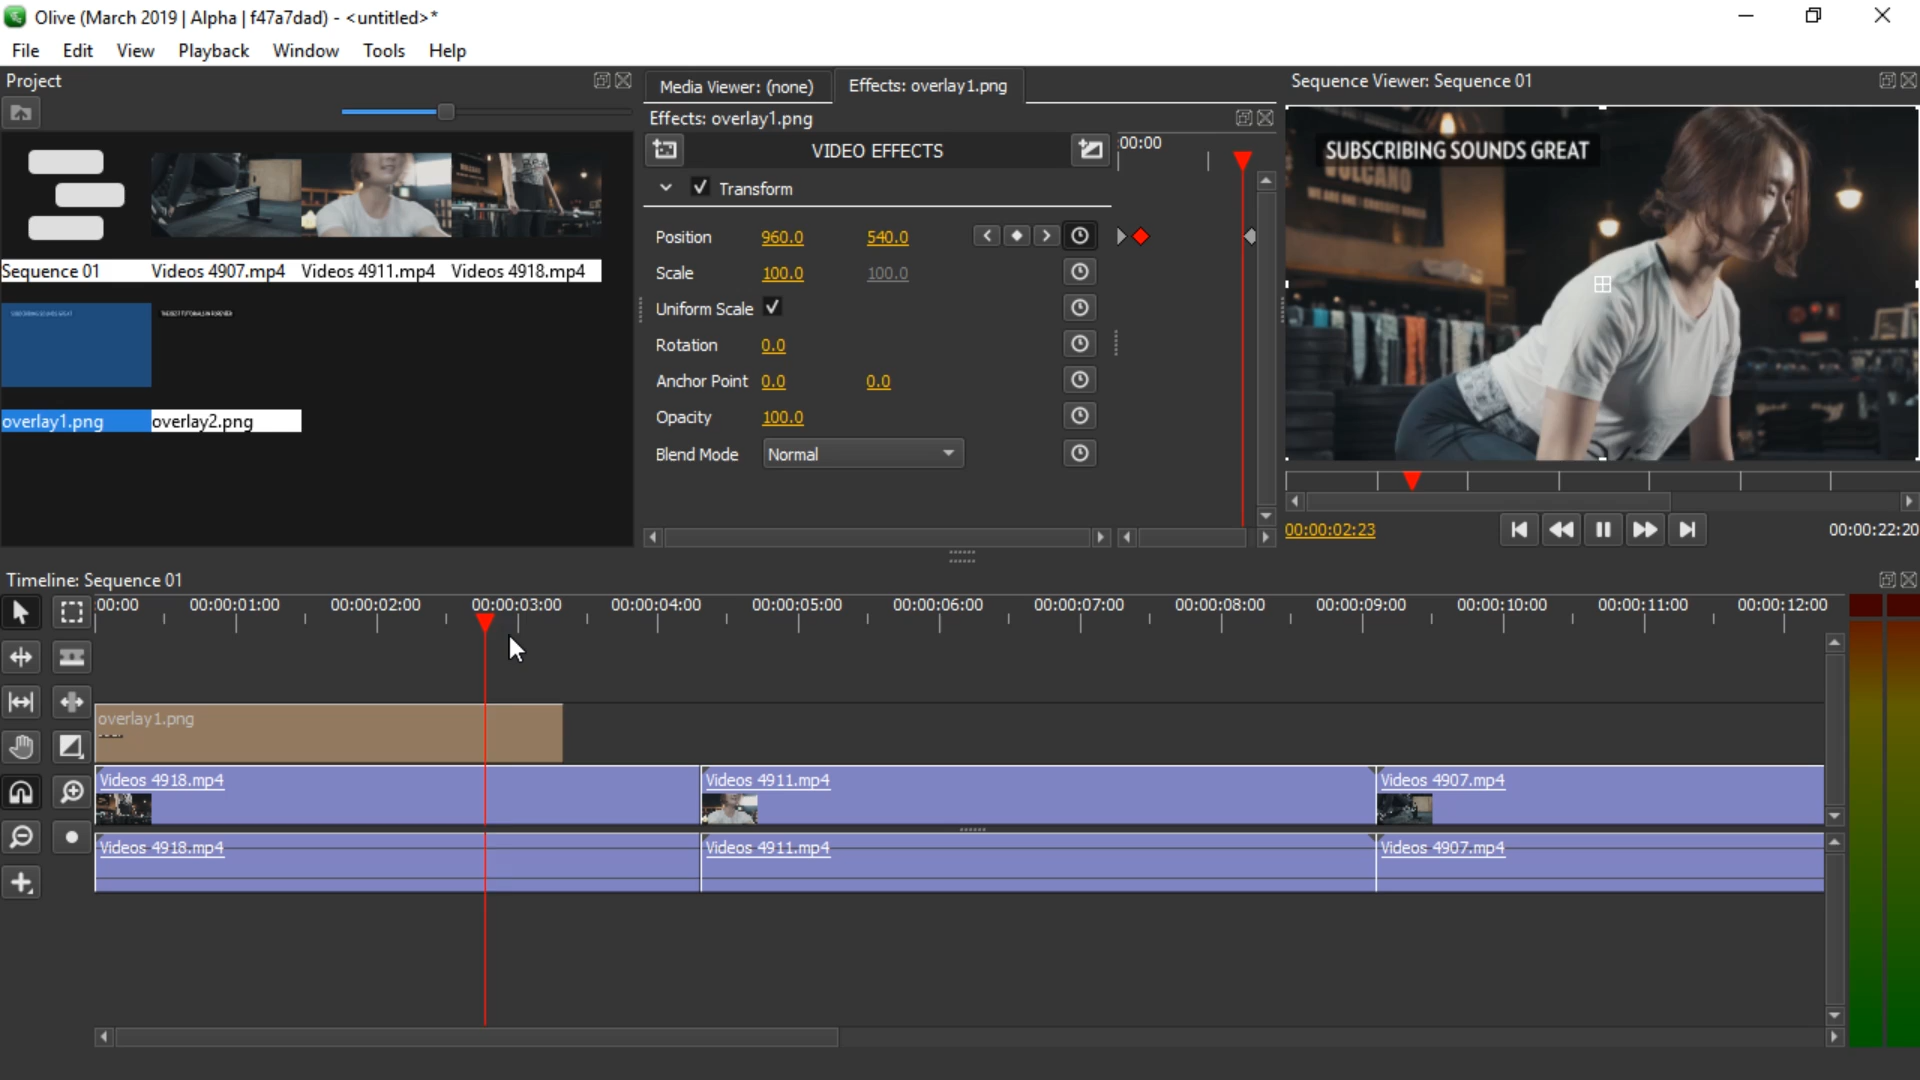 Olive (March 2019 | Alpha | f47a7dad) - <untitled>*
File Edit View Playback Window Tools Help
Project
Sequence 01 Videos 4907.mp4 Videos 4911.mp4 Videos 4918.mp4
SUBSCRIBING SOUNDS GREAT
overlay1.png overlay2.png
Media Viewer: (none) Effects: overlay1.png
Effects: overlay1.png
VIDEO EFFECTS
:00:00
Transform
Position 960.0 540.0
Scale 100.0 100.0
Uniform Scale
Rotation 0.0
Anchor Point 0.0 0.0
Opacity 100.0
Blend Mode Normal
Sequence Viewer: Sequence 01
SUBSCRIBING SOUNDS GREAT
VOLCANO
00:00:02:23 00:00:22:20
Timeline: Sequence 01
:00:00 00:00:01:00 00:00:02:00 00:00:03:00 00:00:04:00 00:00:05:00 00:00:06:00 00:00:07:00 00:00:08:00 00:00:09:00 00:00:10:00 00:00:11:00 00:00:12:00
overlay1.png
Videos 4918.mp4 Videos 4911.mp4 Videos 4907.mp4
Videos 4918.mp4 Videos 4911.mp4 Videos 4907.mp4